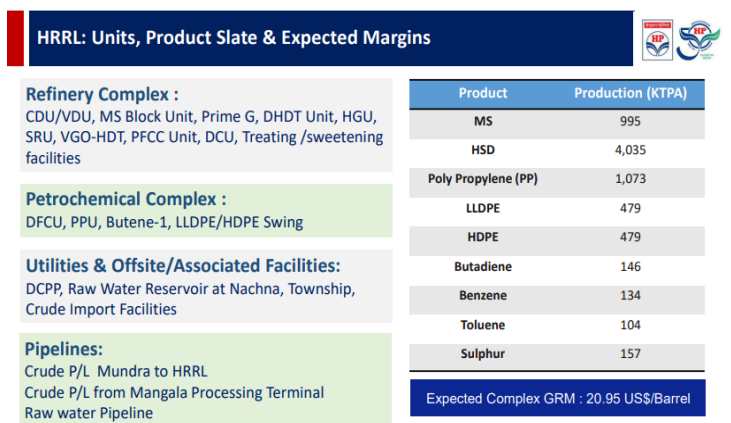 HRRL: Units, Product Slate & Expected Margins
HP
HP
Refinery Complex :
CDU/VDU, MS Block Unit, Prime G, DHDT Unit, HGU,
SRU, VGO-HDT, PFCC Unit, DCU, Treating /sweetening
facilities
Petrochemical Complex :
DFCU, PPU, Butene-1, LLDPE/HDPE Swing
Utilities & Offsite/Associated Facilities:
DCPP, Raw Water Reservoir at Nachna, Township,
Crude Import Facilities
Pipelines:
Crude P/L  Mundra to HRRL
Crude P/L from Mangala Processing Terminal
Raw water Pipeline
Product Production (KTPA)
MS 995
HSD 4,035
Poly Propylene (PP) 1,073
LLDPE 479
HDPE 479
Butadiene 146
Benzene 134
Toluene 104
Sulphur 157
Expected Complex GRM : 20.95 US$/Barrel